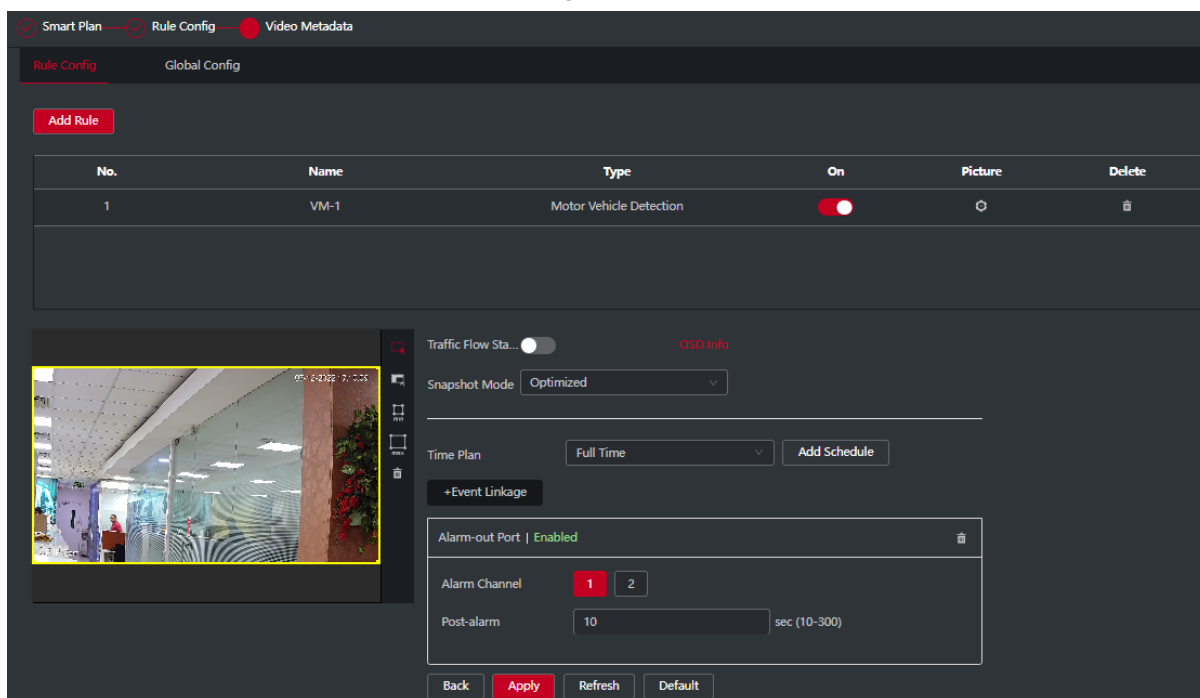 Smart Plan Rule Config Video Metadata
Rule Config Global Config
Add Rule
No. Name Type On Picture Delete
1 VM-1 Motor Vehicle Detection
Traffic Flow Sta... OSD Info
Snapshot Mode Optimized
min
max
Time Plan Full Time Add Schedule
+Event Linkage
Alarm-out Port | Enabled
Alarm Channel 1 2
Post-alarm 10 sec (10-300)
Back Apply Refresh Default